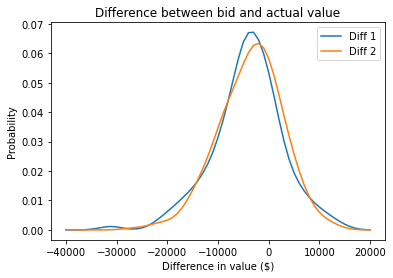 Difference between bid and actual value
0.07
0.06
0.05
0.04
0.03
0.02
0.01
0.00
Probability
Diff 1
Diff 2
−40000 −30000 −20000 −10000 0 10000 20000
Difference in value ($)